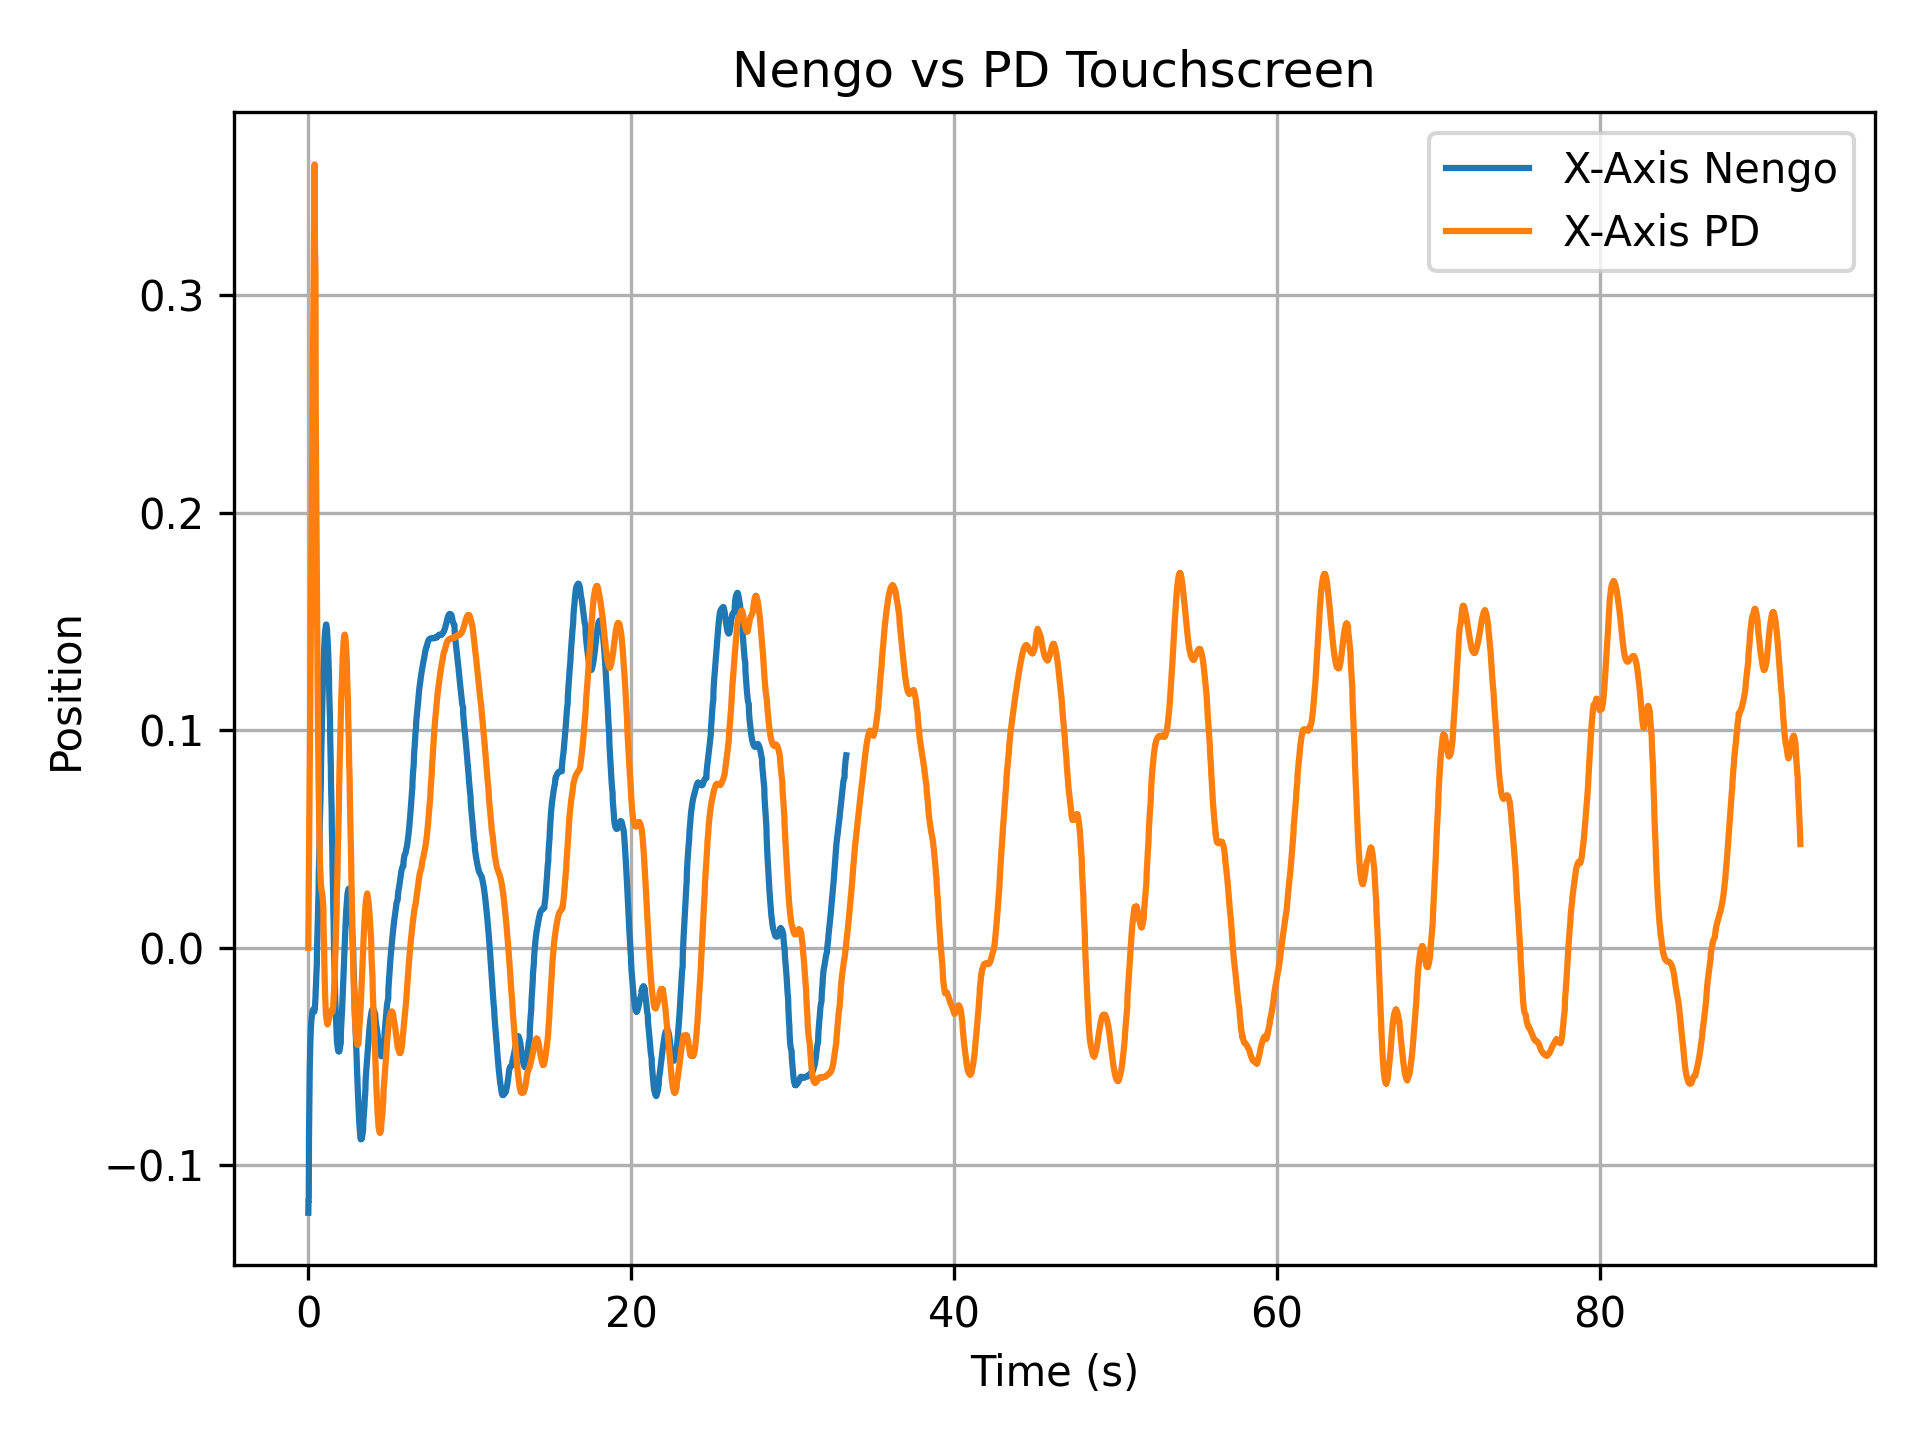 Nengo vs PD Touchscreen
X-Axis Nengo
X-Axis PD
0.3
0.2
0.1
0.0
−0.1
Position
0 20 40 60 80
Time (s)